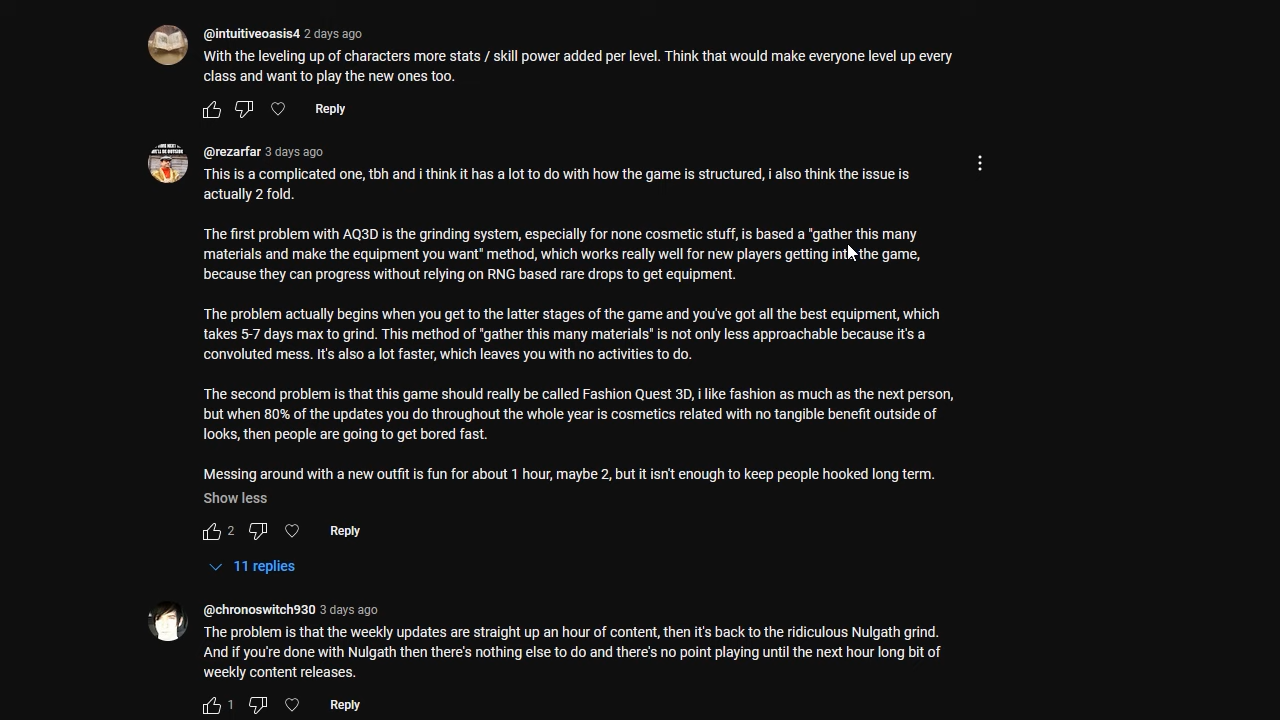 @intuitiveoasis4 2 days ago
With the leveling up of characters more stats / skill power added per level. Think that would make everyone level up every
class and want to play the new ones too.
Reply
@rezarfar 3 days ago
This is a complicated one, tbh and i think it has a lot to do with how the game is structured, i also think the issue is
actually 2 fold.
The first problem with AQ3D is the grinding system, especially for none cosmetic stuff, is based a "gather this many
materials and make the equipment you want" method, which works really well for new players getting into the game,
because they can progress without relying on RNG based rare drops to get equipment.
The problem actually begins when you get to the latter stages of the game and you've got all the best equipment, which
takes 5-7 days max to grind. This method of "gather this many materials" is not only less approachable because it's a
convoluted mess. It's also a lot faster, which leaves you with no activities to do.
The second problem is that this game should really be called Fashion Quest 3D, i like fashion as much as the next person,
but when 80% of the updates you do throughout the whole year is cosmetics related with no tangible benefit outside of
looks, then people are going to get bored fast.
Messing around with a new outfit is fun for about 1 hour, maybe 2, but it isn't enough to keep people hooked long term.
Show less
2 Reply
11 replies
@chronoswitch930 3 days ago
The problem is that the weekly updates are straight up an hour of content, then it's back to the ridiculous Nulgath grind.
And if you're done with Nulgath then there's nothing else to do and there's no point playing until the next hour long bit of
weekly content releases.
1 Reply